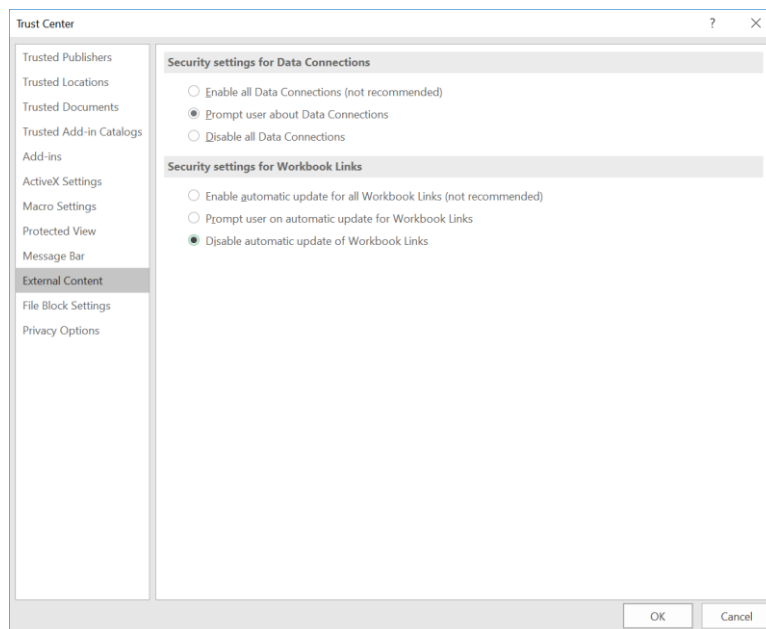 Trust Center
Trusted Publishers
Trusted Locations
Trusted Documents
Trusted Add-in Catalogs
Add-ins
ActiveX Settings
Macro Settings
Protected View
Message Bar
External Content
File Block Settings
Privacy Options
Security settings for Data Connections
Enable all Data Connections (not recommended)
Prompt user about Data Connections
Disable all Data Connections
Security settings for Workbook Links
Enable automatic update for all Workbook Links (not recommended)
Prompt user on automatic update for Workbook Links
Disable automatic update of Workbook Links
OK
Cancel